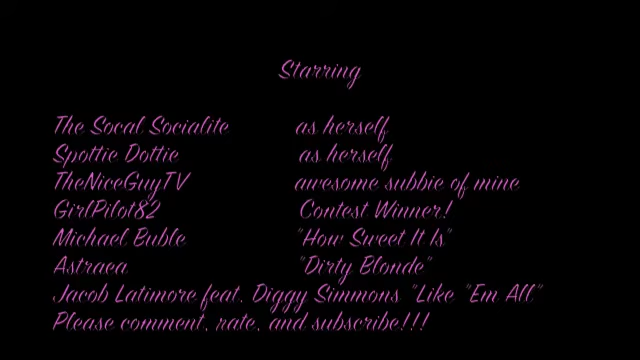 Starring
The Socal Socialite as herself
Spottie Dottie as herself
TheNiceGuyTV awesome subbie of mine
GirlPilot82 Contest Winner!
Michael Buble "How Sweet It Is"
Astraea "Dirty Blonde"
Jacob Latimore feat. Diggy Simmons "Like "Em All"
Please comment, rate, and subscribe!!!